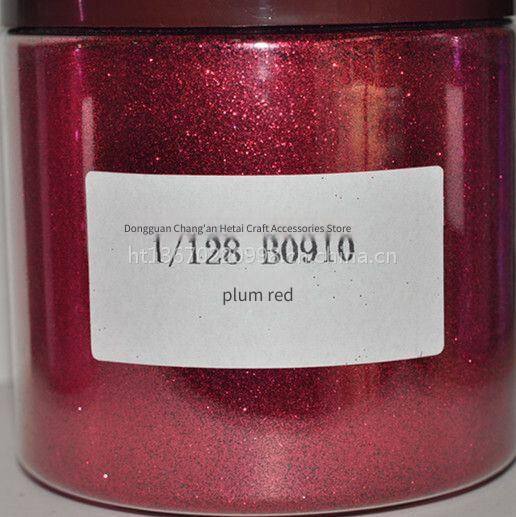 Dongguan Chang'an Hetai Craft Accessories Store
1/128 B0910
plum red